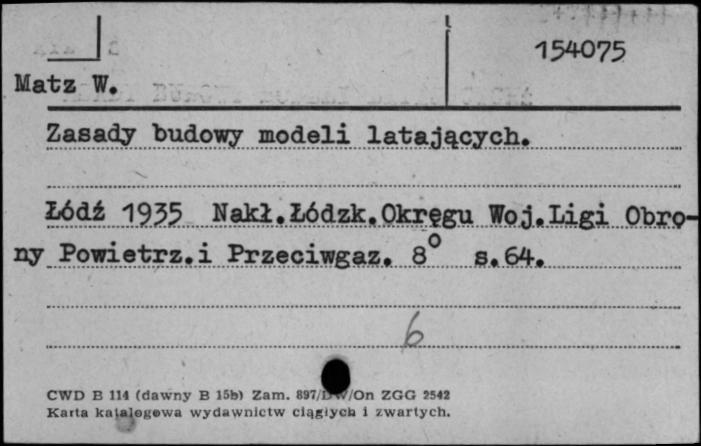 154075
Matz W.
Zasady budowy modeli latających.
Łódź 1935 Nakł.Łódzk.Okręgu Woj.Ligi Obro-
ny Powietrz.i Przeciwgaz. 8° s.64.
6
CWD B 114 (dawny B 15b) Zam. 897/DW/On ZGG 2542
Karta katalogowa wydawnictw ciągłych i zwartych.